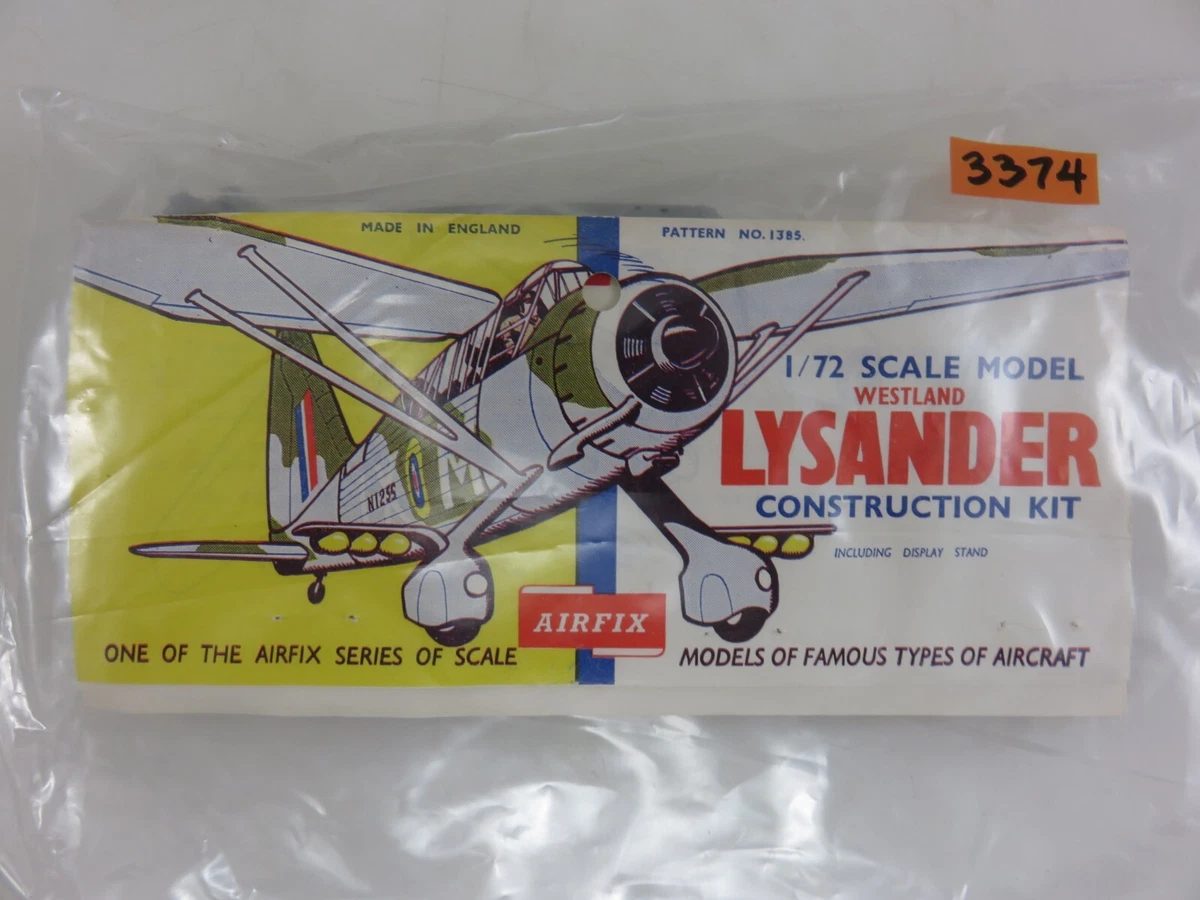 3374
MADE IN ENGLAND
PATTERN NO. 1385.
1/72 SCALE MODEL
WESTLAND
LYSANDER
CONSTRUCTION KIT
INCLUDING DISPLAY STAND
M
AIRFIX
ONE OF THE AIRFIX SERIES OF SCALE MODELS OF FAMOUS TYPES OF AIRCRAFT